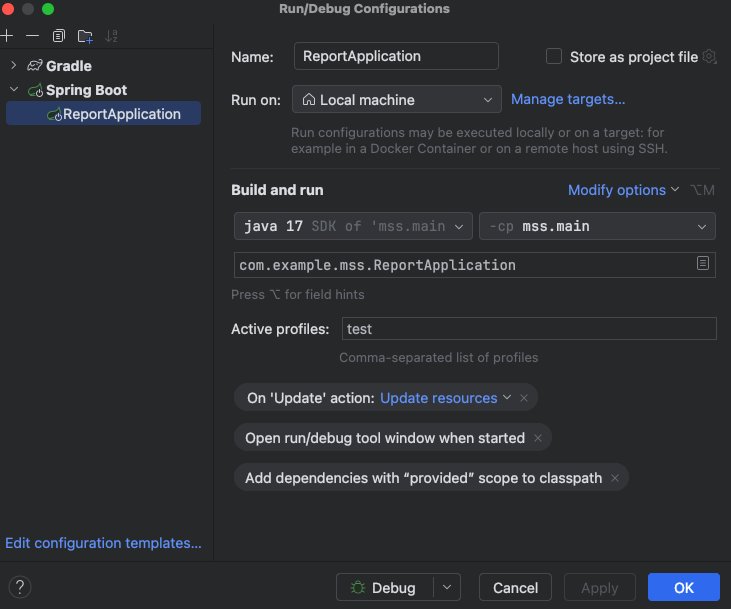 Run/Debug Configurations
Gradle
Spring Boot
ReportApplication
Edit configuration templates...
?
Name: ReportApplication Store as project file
Run on: Local machine Manage targets...
Run configurations may be executed locally or on a target: for
example in a Docker Container or on a remote host using SSH.
Build and run Modify options ⌥M
java 17 SDK of 'mss.main -cp mss.main
com.example.mss.ReportApplication
Press ⌥ for field hints
Active profiles: test
Comma-separated list of profiles
On 'Update' action: Update resources ×
Open run/debug tool window when started ×
Add dependencies with “provided” scope to classpath ×
Debug Cancel Apply OK